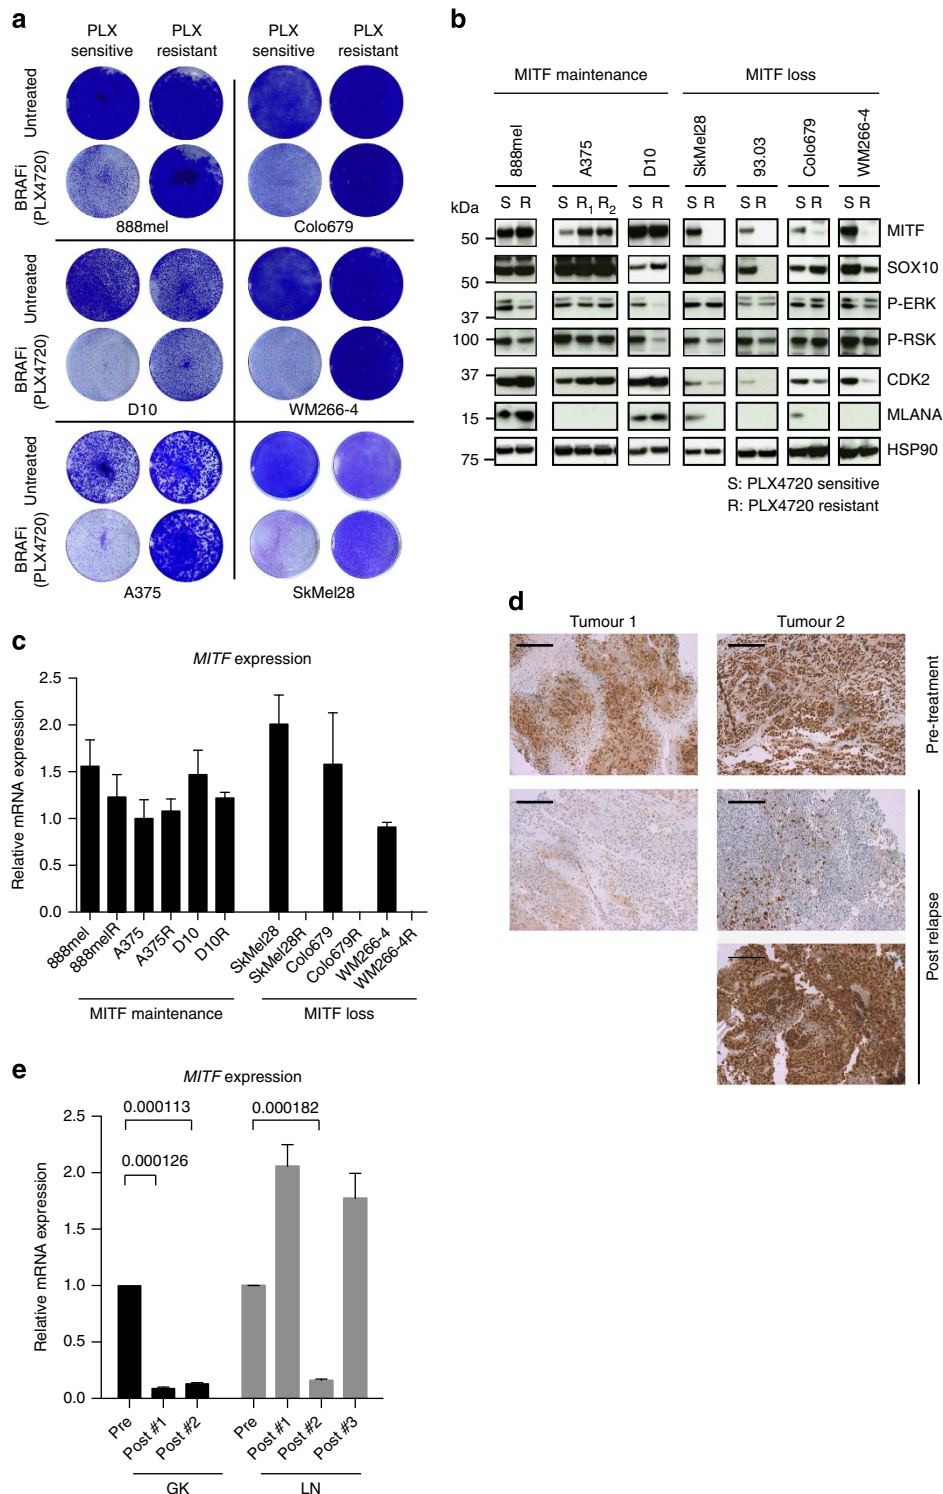 a
PLX sensitive
PLX resistant
PLX sensitive
PLX resistant
Untreated
BRAFi (PLX4720)
888mel
Colo679
Untreated
BRAFi (PLX4720)
D10
WM266-4
Untreated
BRAFi (PLX4720)
A375
SkMel28
b
MITF maintenance
MITF loss
888mel
A375
D10
SkMel28
93.03
Colo679
WM266-4
kDa
S R
S R1 R2
S R
S R
S R
S R
S R
50
MITF
50
SOX10
37
P-ERK
100
P-RSK
37
CDK2
15
MLANA
75
HSP90
S: PLX4720 sensitive
R: PLX4720 resistant
c
MITF expression
Relative mRNA expression
2.5
2.0
1.5
1.0
0.5
0.0
888mel
888melR
A375
A375R
D10
D10R
SkMel28
SkMel28R
Colo679
Colo679R
WM266-4
WM266-4R
MITF maintenance
MITF loss
d
Tumour 1
Tumour 2
Pre-treatment
Post relapse
e
MITF expression
Relative mRNA expression
2.5
2.0
1.5
1.0
0.5
0.0
0.000113
0.000126
0.000182
Pre
Post #1
Post #2
Pre
Post #1
Post #2
Post #3
GK
LN